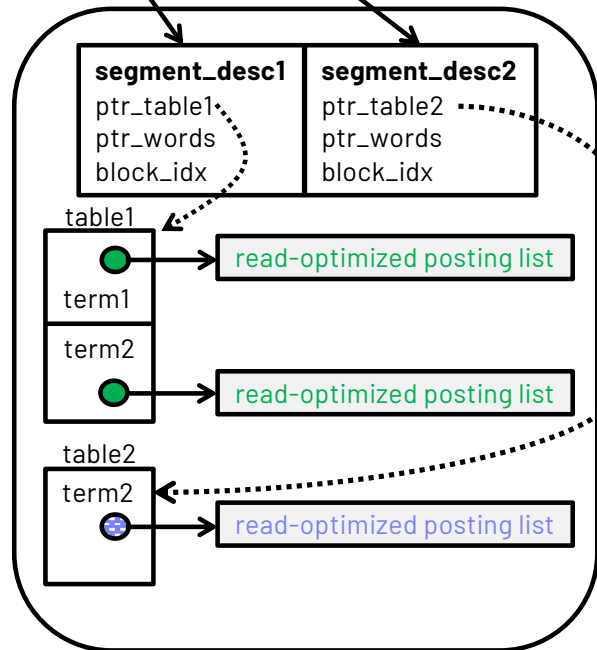 segment_desc1
ptr_table1
ptr_words
block_idx
segment_desc2
ptr_table2
ptr_words
block_idx
table1
read-optimized posting list
term1
term2
read-optimized posting list
table2
term2
read-optimized posting list